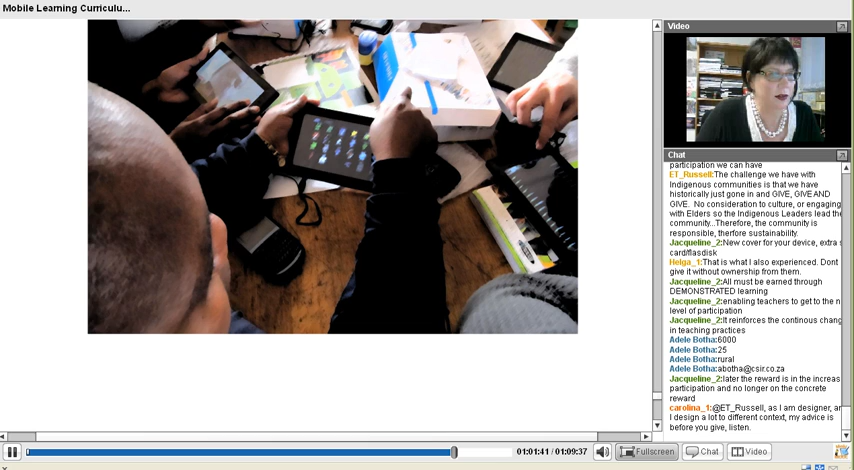 Mobile Learning Curriculu...
Video
Chat
participation we can have
ET_Russell:The challenge we have with
Indigenous communities is that we have
historically just gone in and GIVE, GIVE AND
GIVE. No consideration to culture, or engaging
with Elders so the Indigenous Leaders lead the
community...Therefore, the community is
responsible, therfore sustainability.
Jacqueline_2:New cover for your device, extra s
card/flasdisk
Helga_1:That is what I also experienced. Dont
give it without ownership from them.
Jacqueline_2:All must be earned through
DEMONSTRATED learning
Jacqueline_2:enabling teachers to get to the n
level of participation
Jacqueline_2:It reinforces the continous chang
in teaching practices
Adele Botha:6000
Adele Botha:25
Adele Botha:rural
Adele Botha:abotha@csir.co.za
Jacqueline_2:later the reward is in the increas
participation and no longer on the concrete
reward
carolina_1:@ET_Russell, as I am designer, an
I design a lot to different context, my advice is
before you give, listen.
01:01:41 / 01:09:37
Fullscreen
Chat
Video